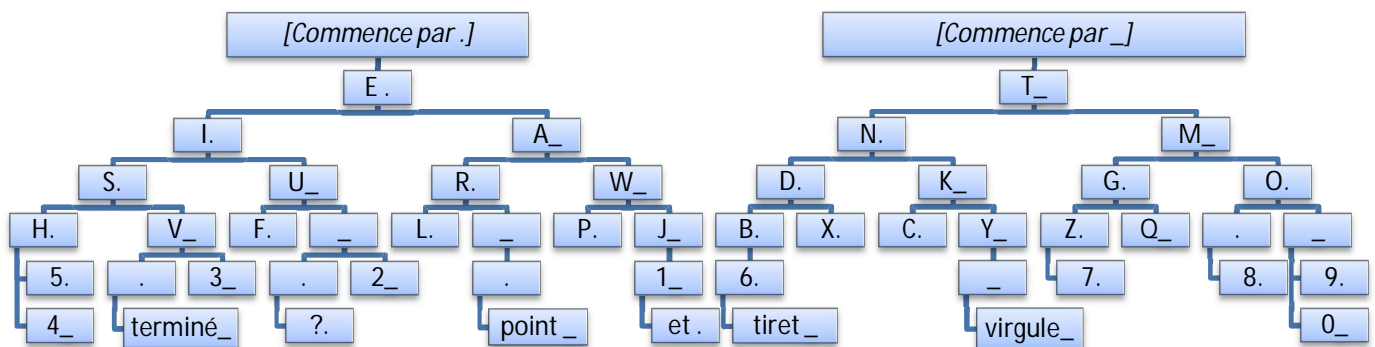 [Commence par .] [Commence par _]
E . T_
I. A_ N. M_
S. U_ R. W_ D. K_ G. O.
H. V_ F. _ L. _ P. J_ B. X. C. Y_ Z. Q_ . _
5. . 3_ . 2_ . 1_ 6. _ 7. 8. 9.
4_ terminé_ ?. point _ et . tiret_ virgule_ 0_